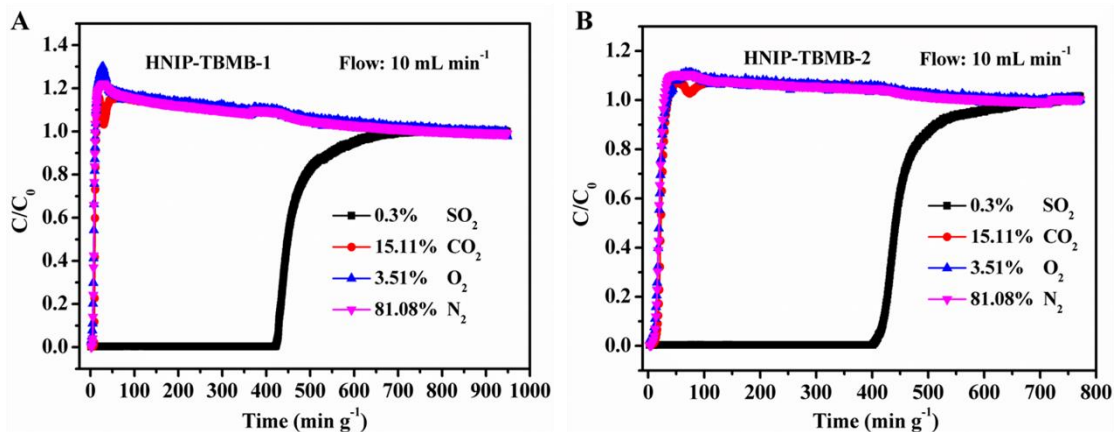 A
HNIP-TBMB-1 Flow: 10 mL min⁻¹
C/C₀
1.4
1.2
1.0
0.8
0.6
0.4
0.2
0.0
0.3% SO₂
15.11% CO₂
3.51% O₂
81.08% N₂
0 100 200 300 400 500 600 700 800 900 1000
Time (min g⁻¹)
B
HNIP-TBMB-2 Flow: 10 mL min⁻¹
C/C₀
1.2
1.0
0.8
0.6
0.4
0.2
0.0
0.3% SO₂
15.11% CO₂
3.51% O₂
81.08% N₂
0 100 200 300 400 500 600 700 800
Time (min g⁻¹)